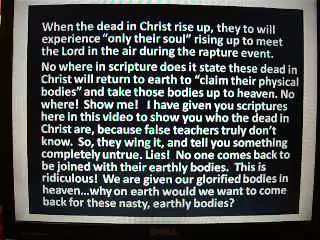 When the dead in Christ rise up, they to will
experience "only their soul" rising up to meet
the Lord in the air during the rapture event.
No where in scripture does it state these dead in
Christ will return to earth to "claim their physical
bodies" and take those bodies up to heaven. No
where! Show me! I have given you scriptures
here in this video to show you who the dead in
Christ are, because false teachers truly don't
know. So, they wing it, and tell you something
completely untrue. Lies! No one comes back to
be joined with their earthly bodies. This is
ridiculous! We are given our glorified bodies in
heaven...why on earth would we want to come
back for these nasty, earthly bodies?
DELL